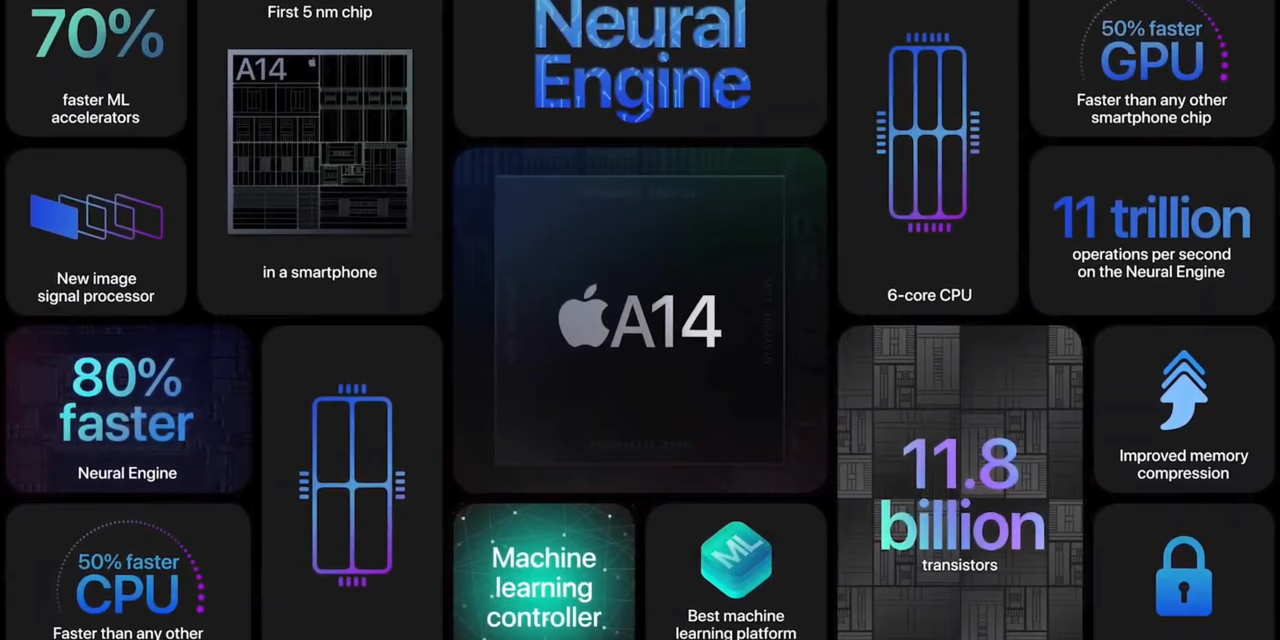 70%
faster ML
accelerators
First 5 nm chip
A14
in a smartphone
Neural
Engine
6-core CPU
50% faster
GPU
Faster than any other
smartphone chip
New image
signal processor
A14
11 trillion
operations per second
on the Neural Engine
80%
faster
Neural Engine
11.8
billion
transistors
Improved memory
compression
50% faster
CPU
Faster than any other
Machine
learning
controller
ML
Best machine
learning platform